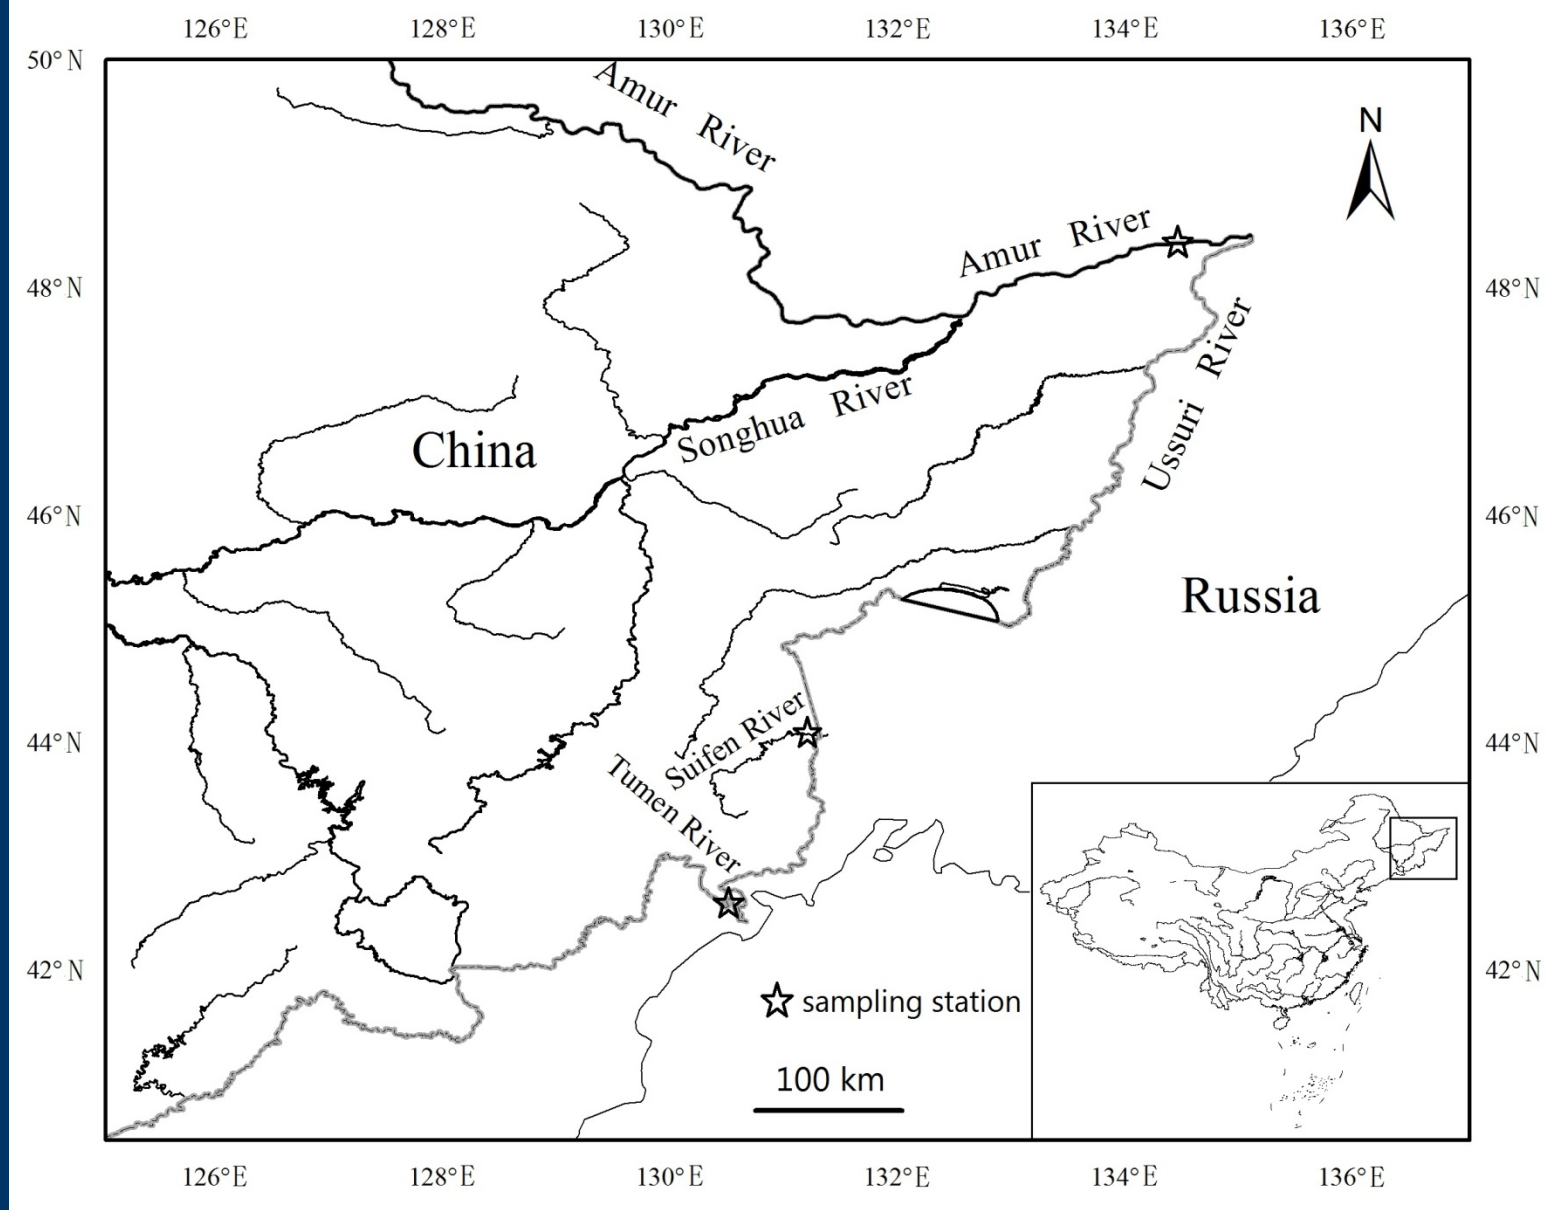 126°E 128°E 130°E 132°E 134°E 136°E
50°N
Amur River
N
Amur River
48°N 48°N
Ussuri River
Songhua River
China
46°N 46°N
Russia
Suifen River
44°N 44°N
Tumen River
42°N 42°N
sampling station
100 km
126°E 128°E 130°E 132°E 134°E 136°E